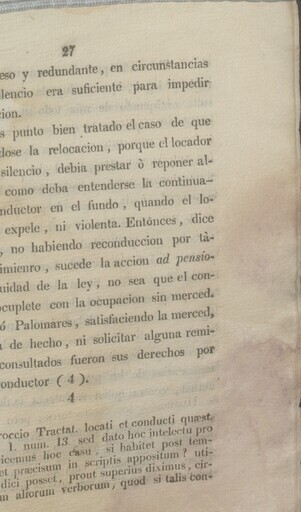 27
eso y redundante, en circunstancias
ilencio era suficiente para impedir
cion.
s punto bien tratado el caso de que
dose la relocacion, porque el locador
silencio, debia prestar ò reponer al-
como deba entenderse la continua-
nductor en el fundo, quando el lo-
expele, ni violenta. Entónces, dice
, no habiendo reconduccion por tà-
imienro, sucede la accion ad pensio-
uidad de la ley, no sea que el con-
ocuplete con la ocupacion sin merced.
ó Palomares, satisfaciendo la merced,
a de hecho, ni solicitar alguna remi-
consultados fueron sus derechos por
onductor (4).
4
roccio Tractat. locati et conducti quæst.
1. num. 13. sed dato hoc intelectu pro
icemus hoc casu, si habitet post tem-
et præcisum in scriptis appositum? uti-
dici posset, prout superius diximus, cir-
m aliorum verborum, quod si talis con-